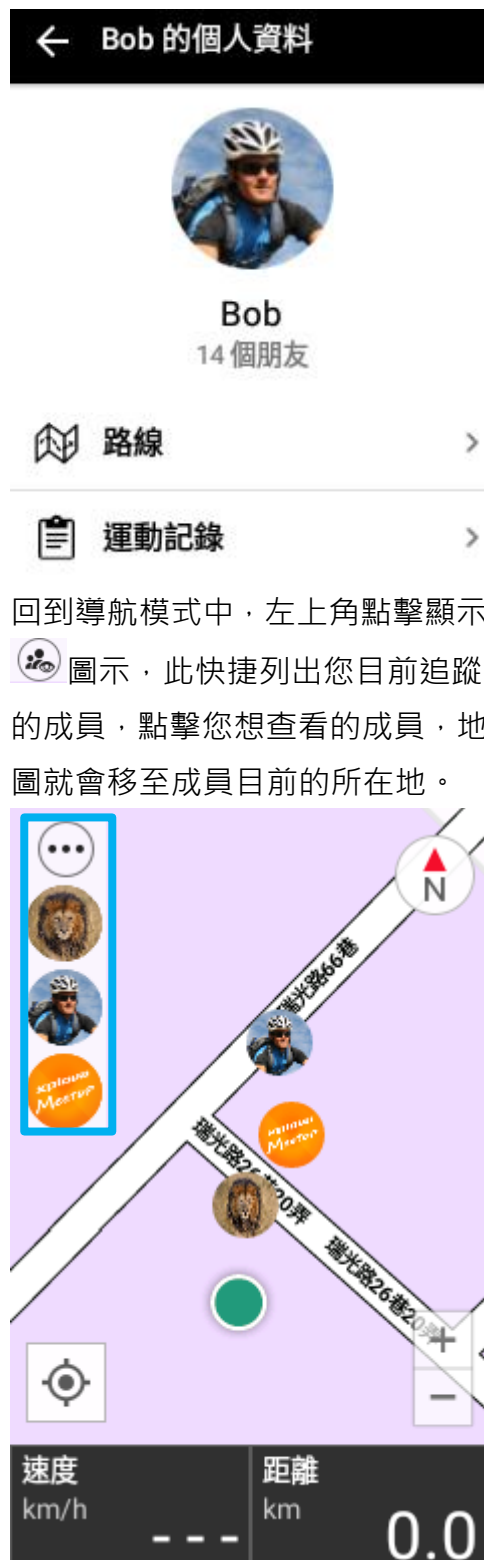 Bob 的個人資料
Bob
14 個朋友
路線
運動記錄
回到導航模式中，左上角點擊顯示
圖示，此快捷列出您目前追蹤
的成員，點擊您想查看的成員，地
圖就會移至成員目前的所在地。
N
瑞光路66巷
xplova
MeetUp
xplova
MeetUp
瑞光路26巷20弄
瑞光路26巷20弄
+
−
速度
km/h
---
距離
km
0.0